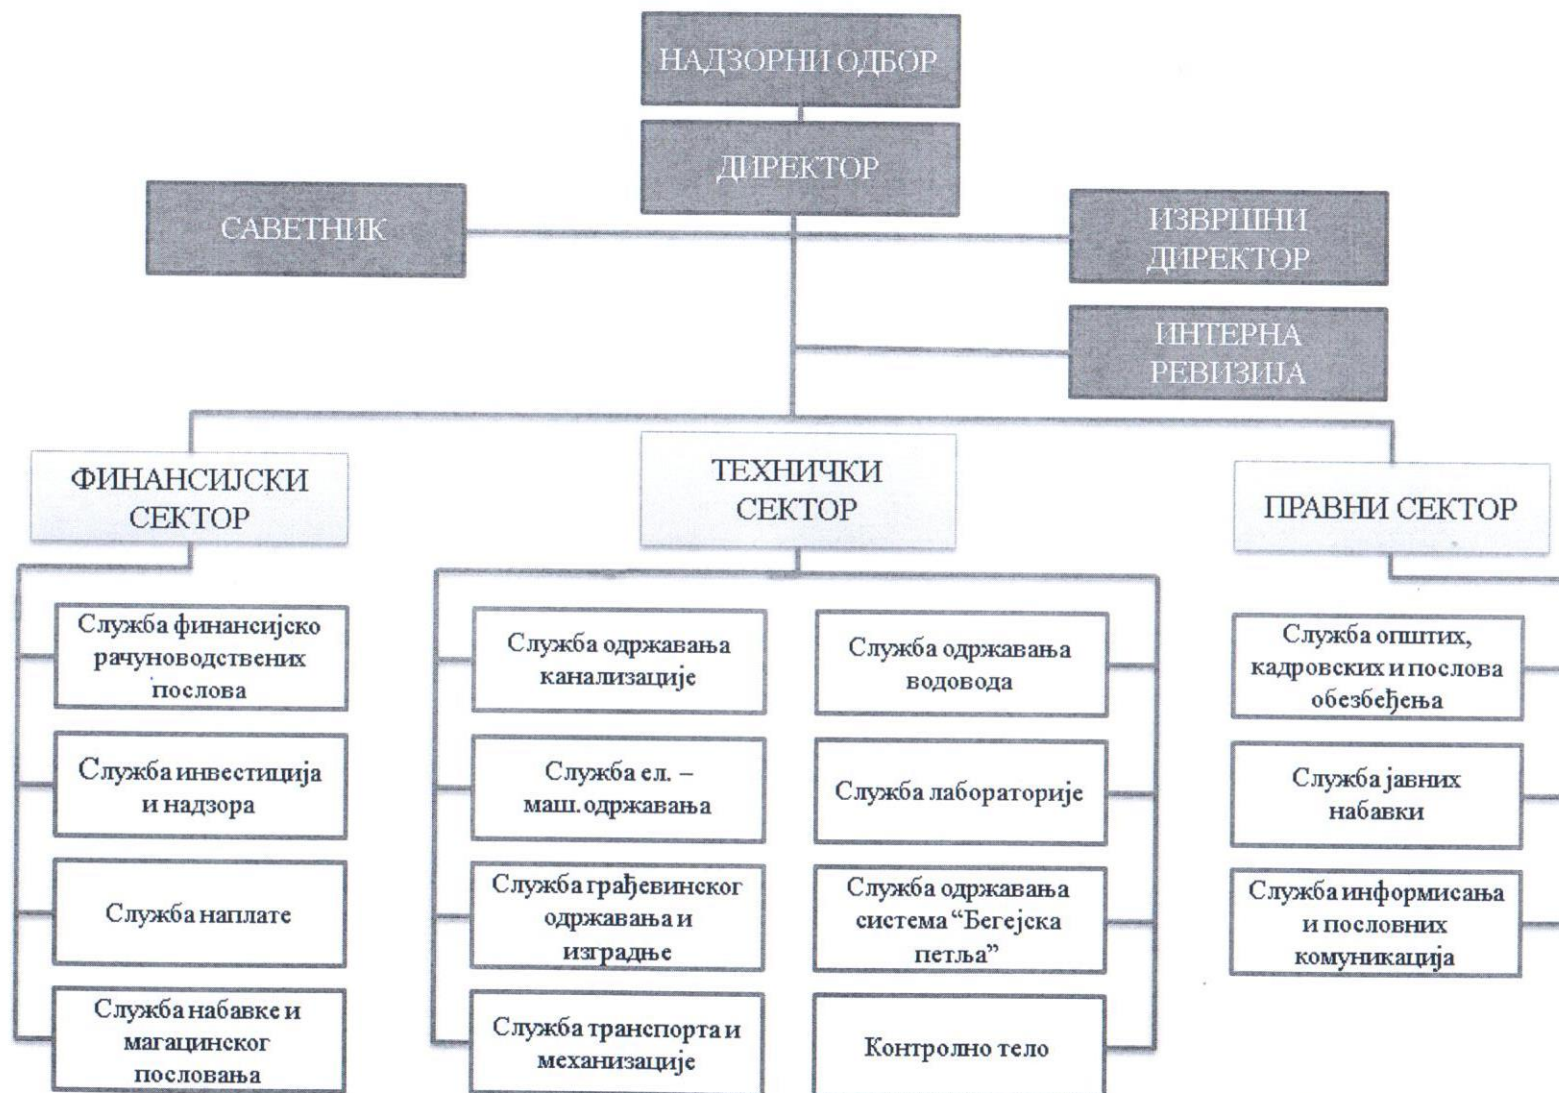 НАДЗОРНИ ОДБОР
ДИРЕКТОР
САВЕТНИК
ИЗВРШНИ
ДИРЕКТОР
ИНТЕРНА
РЕВИЗИЈА
ФИНАНСИЈСКИ
СЕКТОР
ТЕХНИЧКИ
СЕКТОР
ПРАВНИ СЕКТОР
Служба финансијско
рачуноводствених
послова
Служба инвестиција
и надзора
Служба наплате
Служба набавке и
магацинског
пословања
Служба одржавања
канализације
Служба ел. –
маш. одржавања
Служба грађевинског
одржавања и
изградње
Служба транспорта и
механизације
Служба одржавања
водовода
Служба лабораторије
Служба одржавања
система “Бегејска
петља”
Контролно тело
Служба општих,
кадровских и послова
обезбеђења
Служба јавних
набавки
Служба информисања
и пословних
комуникација